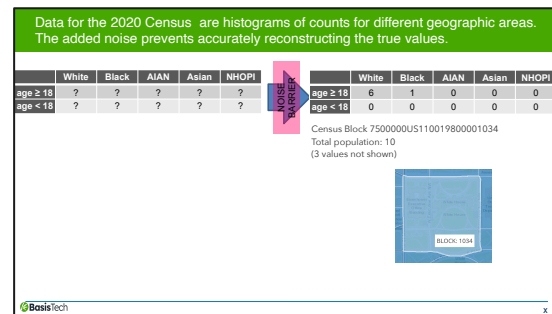 Data for the 2020 Census are histograms of counts for different geographic areas.
The added noise prevents accurately reconstructing the true values.
White Black AIAN Asian NHOPI
age ≥ 18 ? ? ? ? ?
age < 18 ? ? ? ? ?
NOISE
BARRIER
White Black AIAN Asian NHOPI
age ≥ 18 6 1 0 0 0
age < 18 0 0 0 0 0
Census Block 7500000US110019800001034
Total population: 10
(3 values not shown)
BLOCK: 1034
BasisTech
x